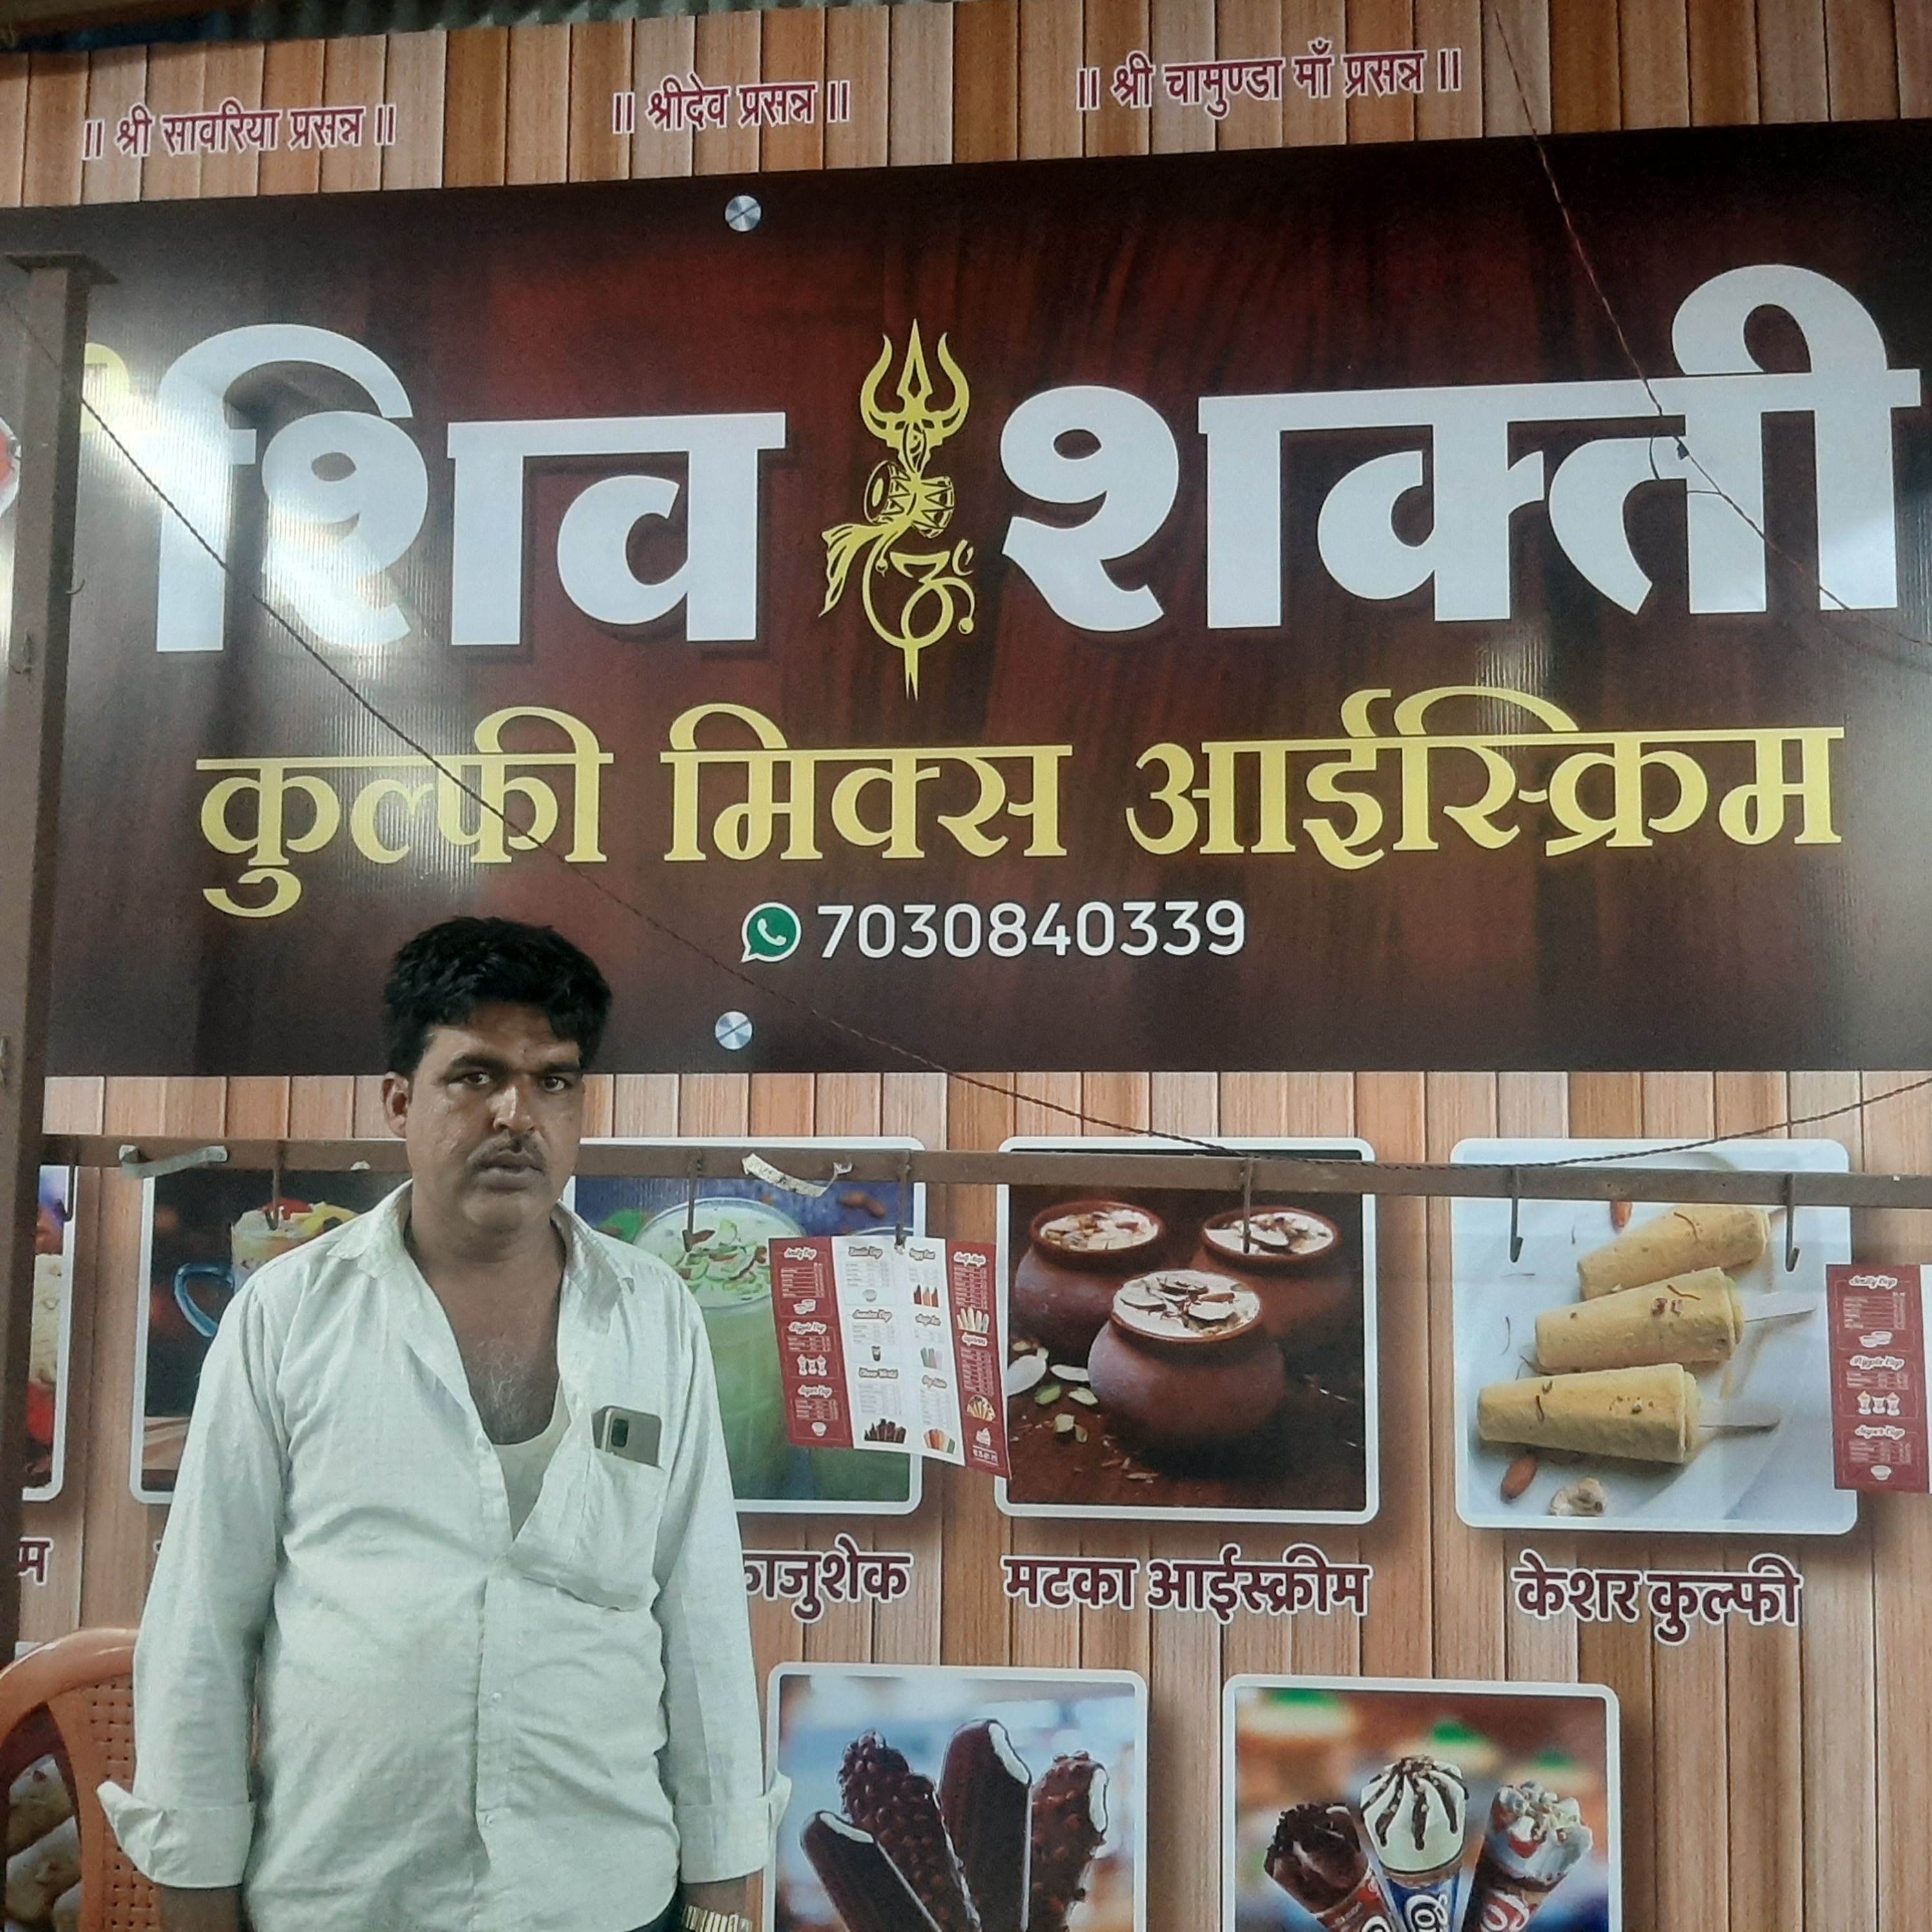 ॥ श्री सावरिया प्रसन्न ॥
॥ श्रीदेव प्रसन्न ॥
॥ श्री चामुण्डा माँ प्रसन्न ॥
शिव शक्ती
कुल्फी मिक्स आईस्क्रिम
7030840339
मटका आईस्क्रीम
केशर कुल्फी